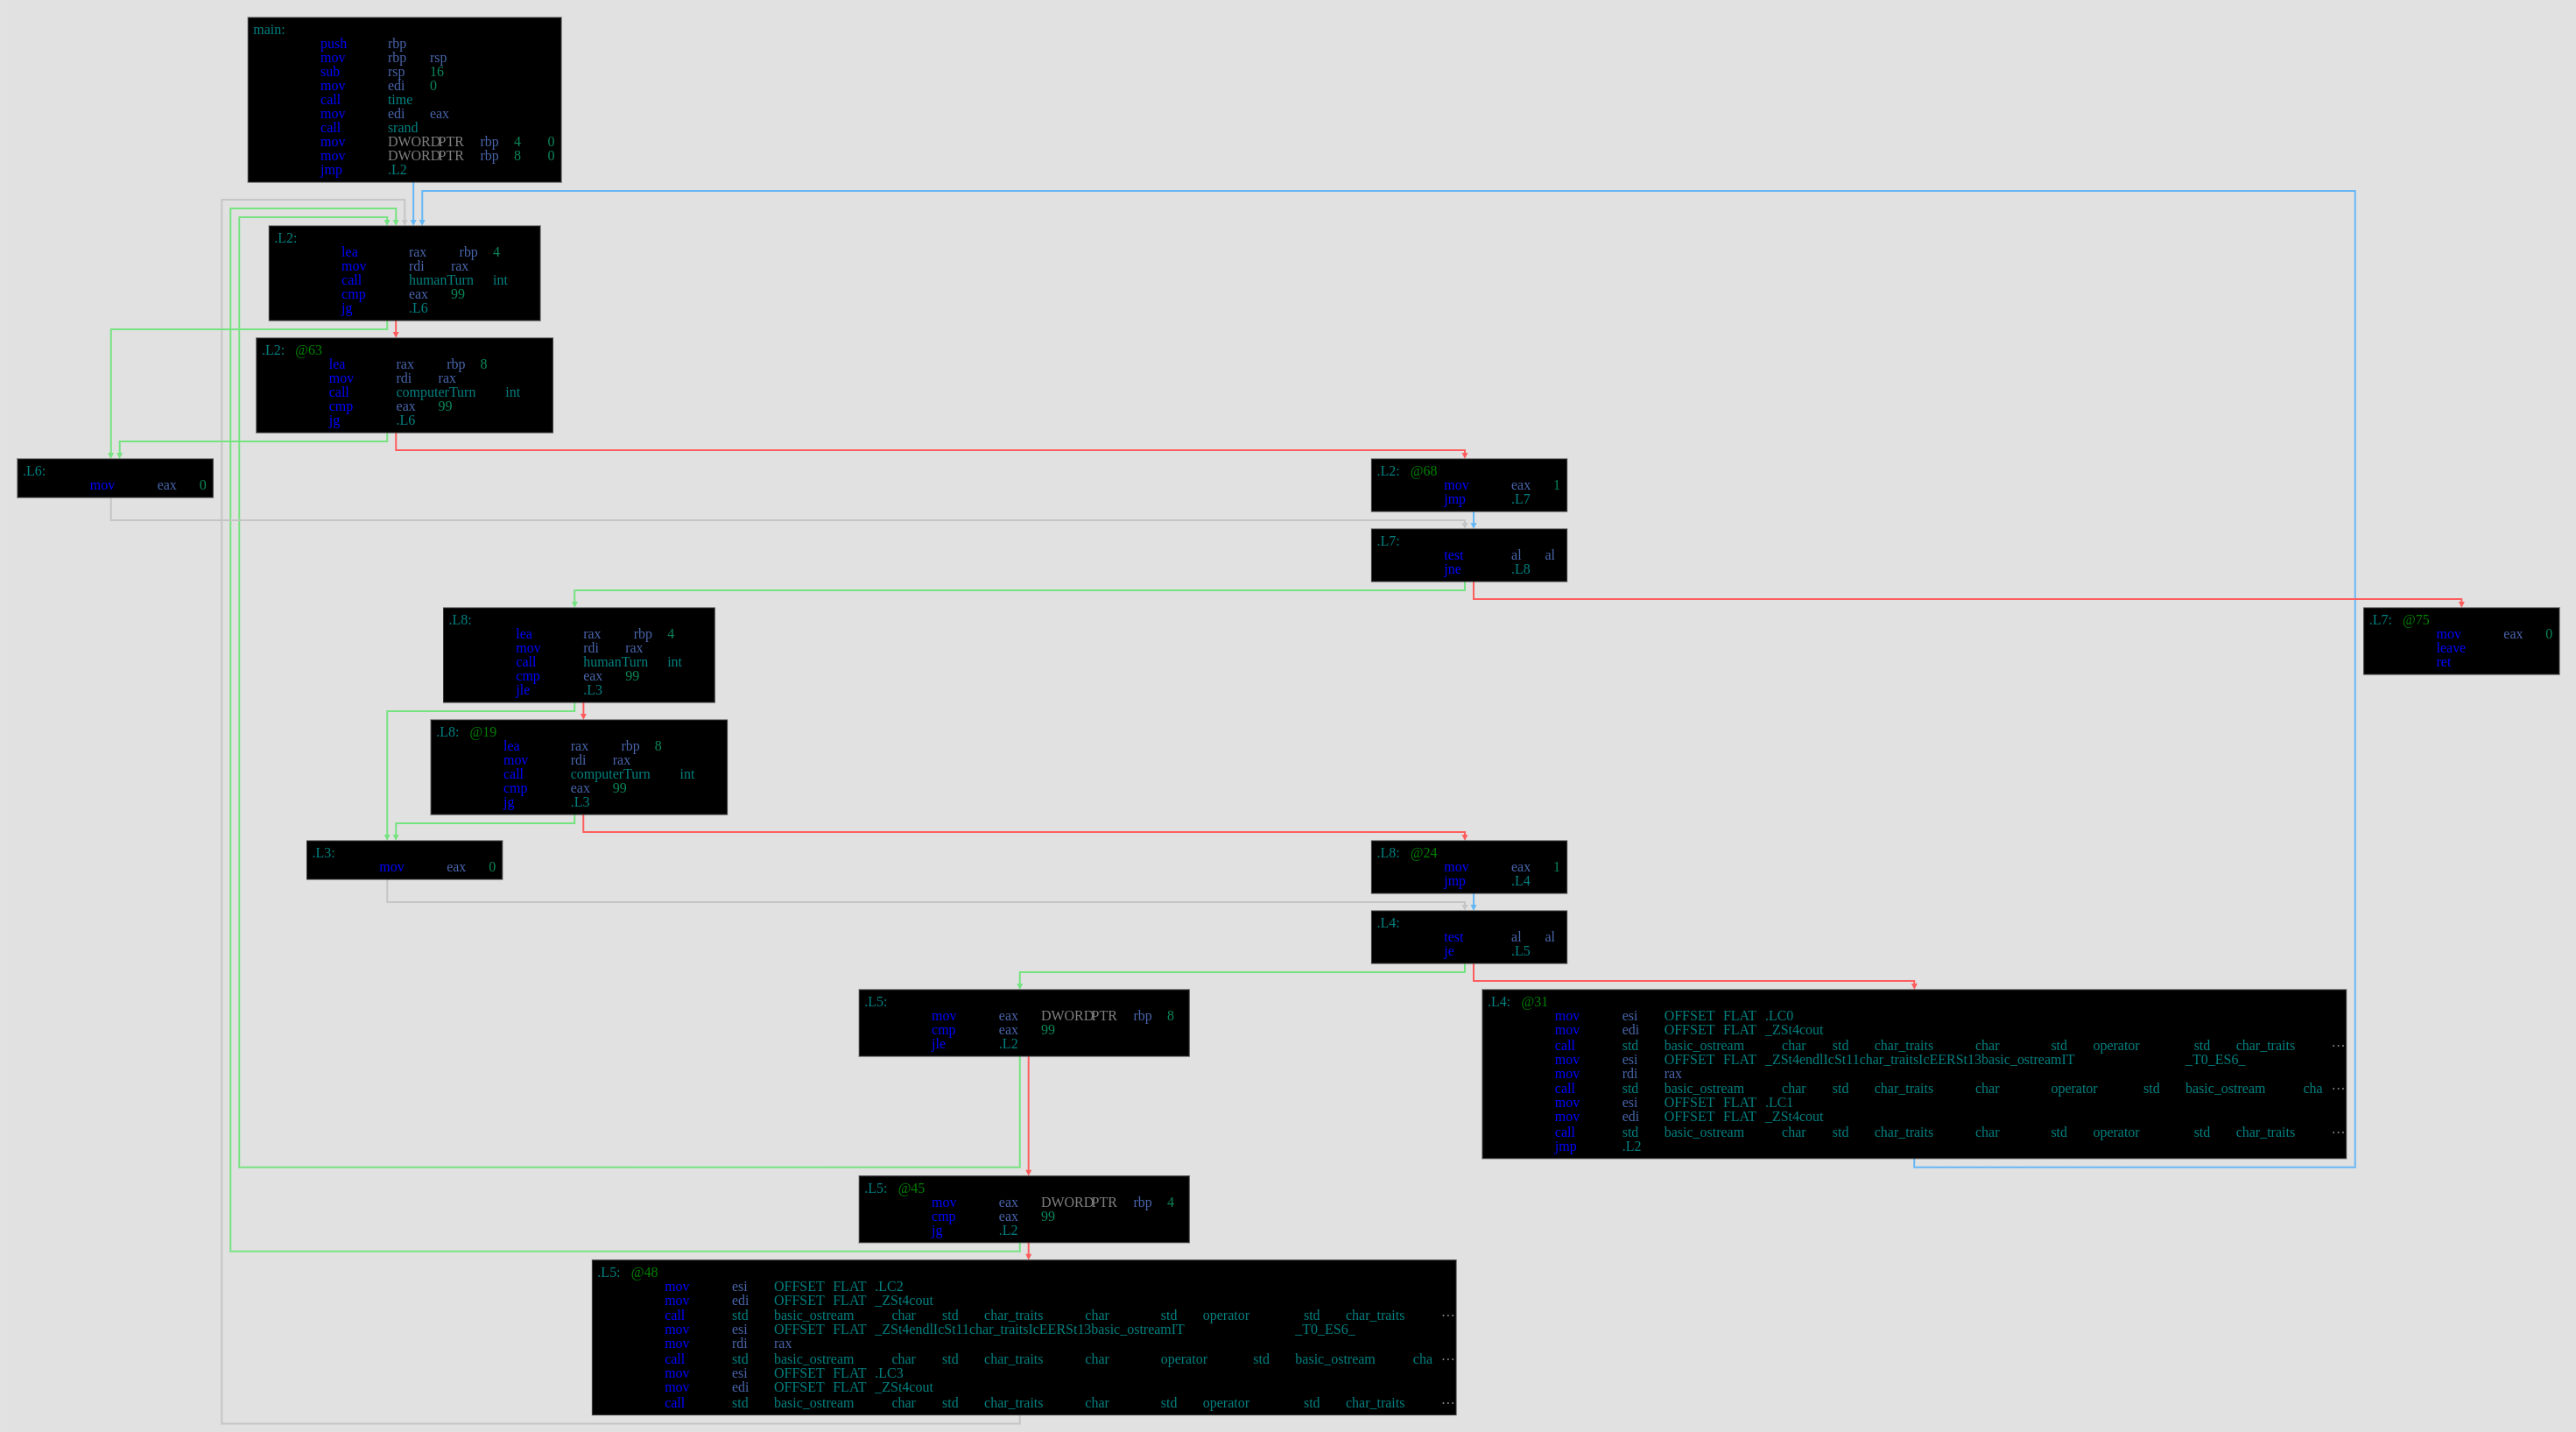 main:
push rbp
mov rbp rsp
sub rsp 16
mov edi 0
call time
mov edi eax
call srand
mov DWORD PTR rbp 4 0
mov DWORD PTR rbp 8 0
jmp .L2
.L2:
lea rax rbp 4
mov rdi rax
call humanTurn int
cmp eax 99
jg .L6
.L2: @63
lea rax rbp 8
mov rdi rax
call computerTurn int
cmp eax 99
jg .L6
.L6:
mov eax 0
.L2: @68
mov eax 1
jmp .L7
.L7:
test al al
jne .L8
.L8:
lea rax rbp 4
mov rdi rax
call humanTurn int
cmp eax 99
jle .L3
.L7: @75
mov eax 0
leave
ret
.L8: @19
lea rax rbp 8
mov rdi rax
call computerTurn int
cmp eax 99
jg .L3
.L3:
mov eax 0
.L8: @24
mov eax 1
jmp .L4
.L4:
test al al
je .L5
.L5:
mov eax DWORD PTR rbp 8
cmp eax 99
jle .L2
.L4: @31
mov esi OFFSET FLAT .LC0
mov edi OFFSET FLAT _ZSt4cout
call std basic_ostream char std char_traits char std operator std char_traits ...
mov esi OFFSET FLAT _ZSt4endlIcSt11char_traitsIcEERSt13basic_ostreamIT _T0_ES6_
mov rdi rax
call std basic_ostream char std char_traits char operator std basic_ostream cha ...
mov esi OFFSET FLAT .LC1
mov edi OFFSET FLAT _ZSt4cout
call std basic_ostream char std char_traits char std operator std char_traits ...
jmp .L2
.L5: @45
mov eax DWORD PTR rbp 4
cmp eax 99
jg .L2
.L5: @48
mov esi OFFSET FLAT .LC2
mov edi OFFSET FLAT _ZSt4cout
call std basic_ostream char std char_traits char std operator std char_traits ...
mov esi OFFSET FLAT _ZSt4endlIcSt11char_traitsIcEERSt13basic_ostreamIT _T0_ES6_
mov rdi rax
call std basic_ostream char std char_traits char operator std basic_ostream cha ...
mov esi OFFSET FLAT .LC3
mov edi OFFSET FLAT _ZSt4cout
call std basic_ostream char std char_traits char std operator std char_traits ...